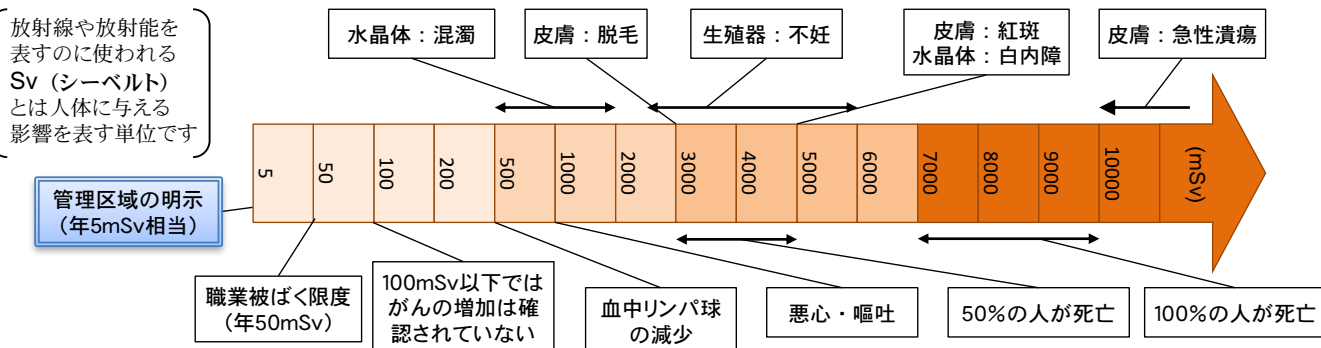 放射線や放射能を
表すのに使われる
Sv（シーベルト）
とは人体に与える
影響を表す単位です
水晶体：混濁
皮膚：脱毛
生殖器：不妊
皮膚：紅斑
水晶体：白内障
皮膚：急性潰瘍
5
50
100
200
500
1000
2000
3000
4000
5000
6000
7000
8000
9000
10000
(mSv)
管理区域の明示
（年5mSv相当）
職業被ばく限度
（年50mSv）
100mSv以下では
がんの増加は確
認されていない
血中リンパ球
の減少
悪心・嘔吐
50%の人が死亡
100%の人が死亡